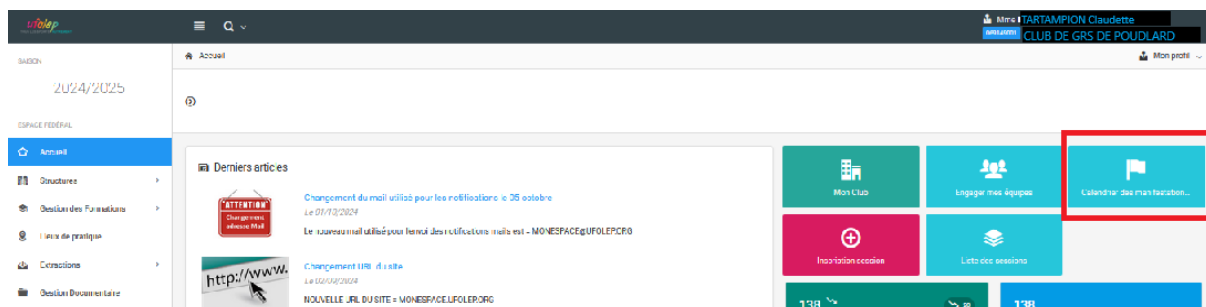 ufolep
Mme
TARTAMPION Claudette
CLUB DE GRS DE POUDLARD
SAISON
Accueil
Mon profil
2024/2025
ESPACE FÉDÉRAL
Accueil
Structures
Gestion des Formations
Lieux de pratique
Extractions
Gestion Documentaire
Derniers articles
ATTENTION
Changement
adresse Mail
Changement du mail utilisé pour les notifications le 05 octobre
Le 01/10/2024
Le nouveau mail utilisé pour l'envoi des notifications mails est = MONESPACE@UFOLEP.ORG
http://www.
Changement URL du site
Le 02/09/2024
NOUVELLE URL DU SITE = MONESPACE.UFOLEP.ORG
Mon Club
Engager mes équipes
Calendrier des manifestation...
Inscription session
Liste des sessions
138
138